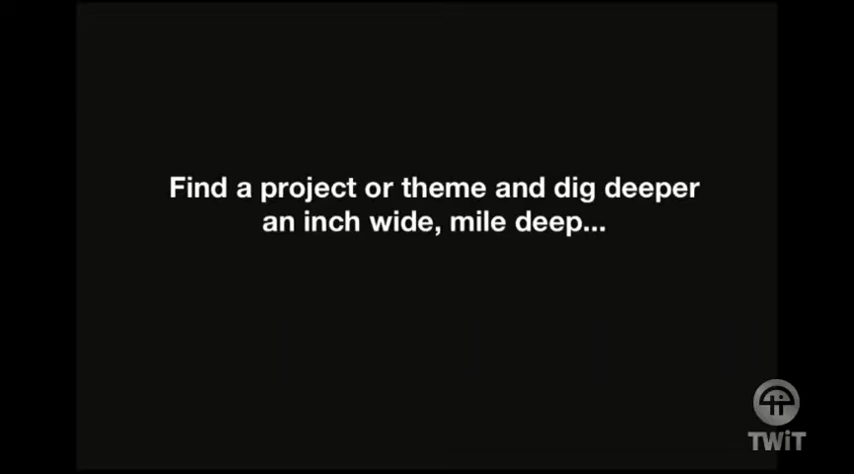 Find a project or theme and dig deeper
an inch wide, mile deep...
TWiT